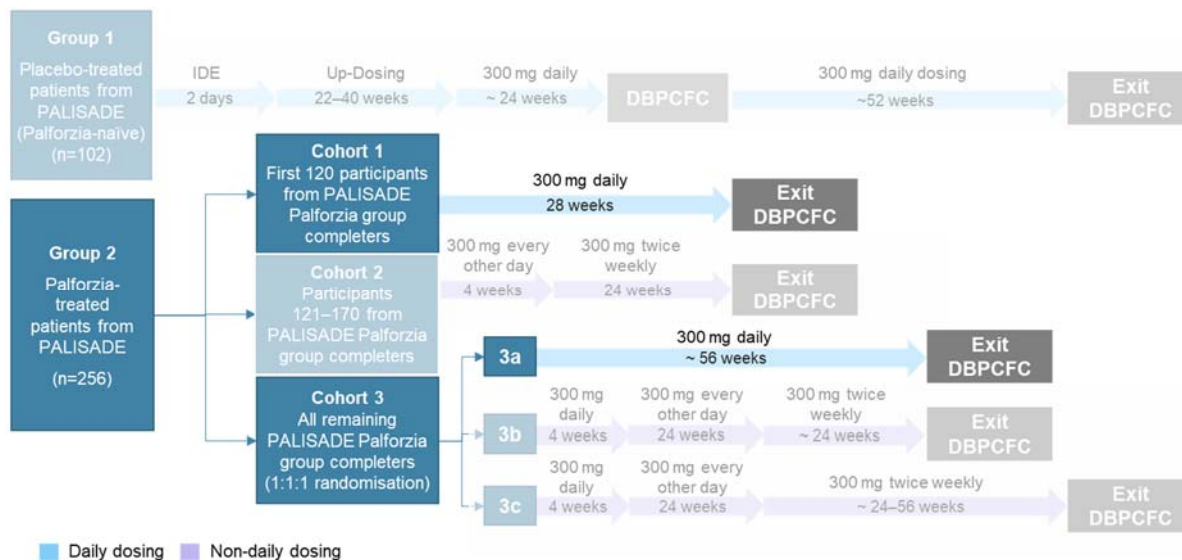 Group 1
Placebo-treated
patients from
PALISADE
(Palforzia-naïve)
(n=102)
IDE
2 days
Up-Dosing
22–40 weeks
300 mg daily
~ 24 weeks
DBPCFC
300 mg daily dosing
~52 weeks
Exit
DBPCFC
Group 2
Palforzia-
treated
patients from
PALISADE
(n=256)
Cohort 1
First 120 participants
from PALISADE
Palforzia group
completers
300 mg daily
28 weeks
Exit
DBPCFC
Cohort 2
Participants
121–170 from
PALISADE Palforzia
group completers
300 mg every
other day
4 weeks
300 mg twice
weekly
24 weeks
Exit
DBPCFC
Cohort 3
All remaining
PALISADE Palforzia
group completers
(1:1:1 randomisation)
3a
300 mg daily
~ 56 weeks
Exit
DBPCFC
3b
300 mg
daily
4 weeks
300 mg every
other day
24 weeks
300 mg twice
weekly
~ 24 weeks
Exit
DBPCFC
3c
300 mg
daily
4 weeks
300 mg every
other day
24 weeks
300 mg twice weekly
~ 24–56 weeks
Exit
DBPCFC
Daily dosing
Non-daily dosing